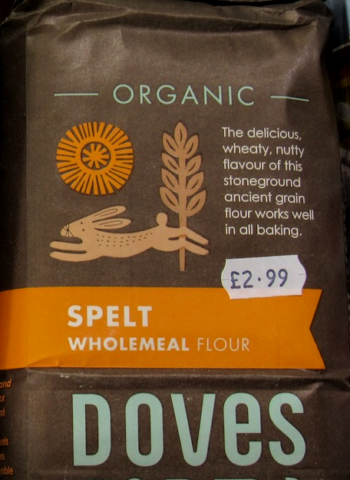 ORGANIC
The delicious,
wheaty, nutty
flavour of this
stoneground
ancient grain
flour works well
in all baking.
£2.99
SPELT
WHOLEMEAL FLOUR
DOVES